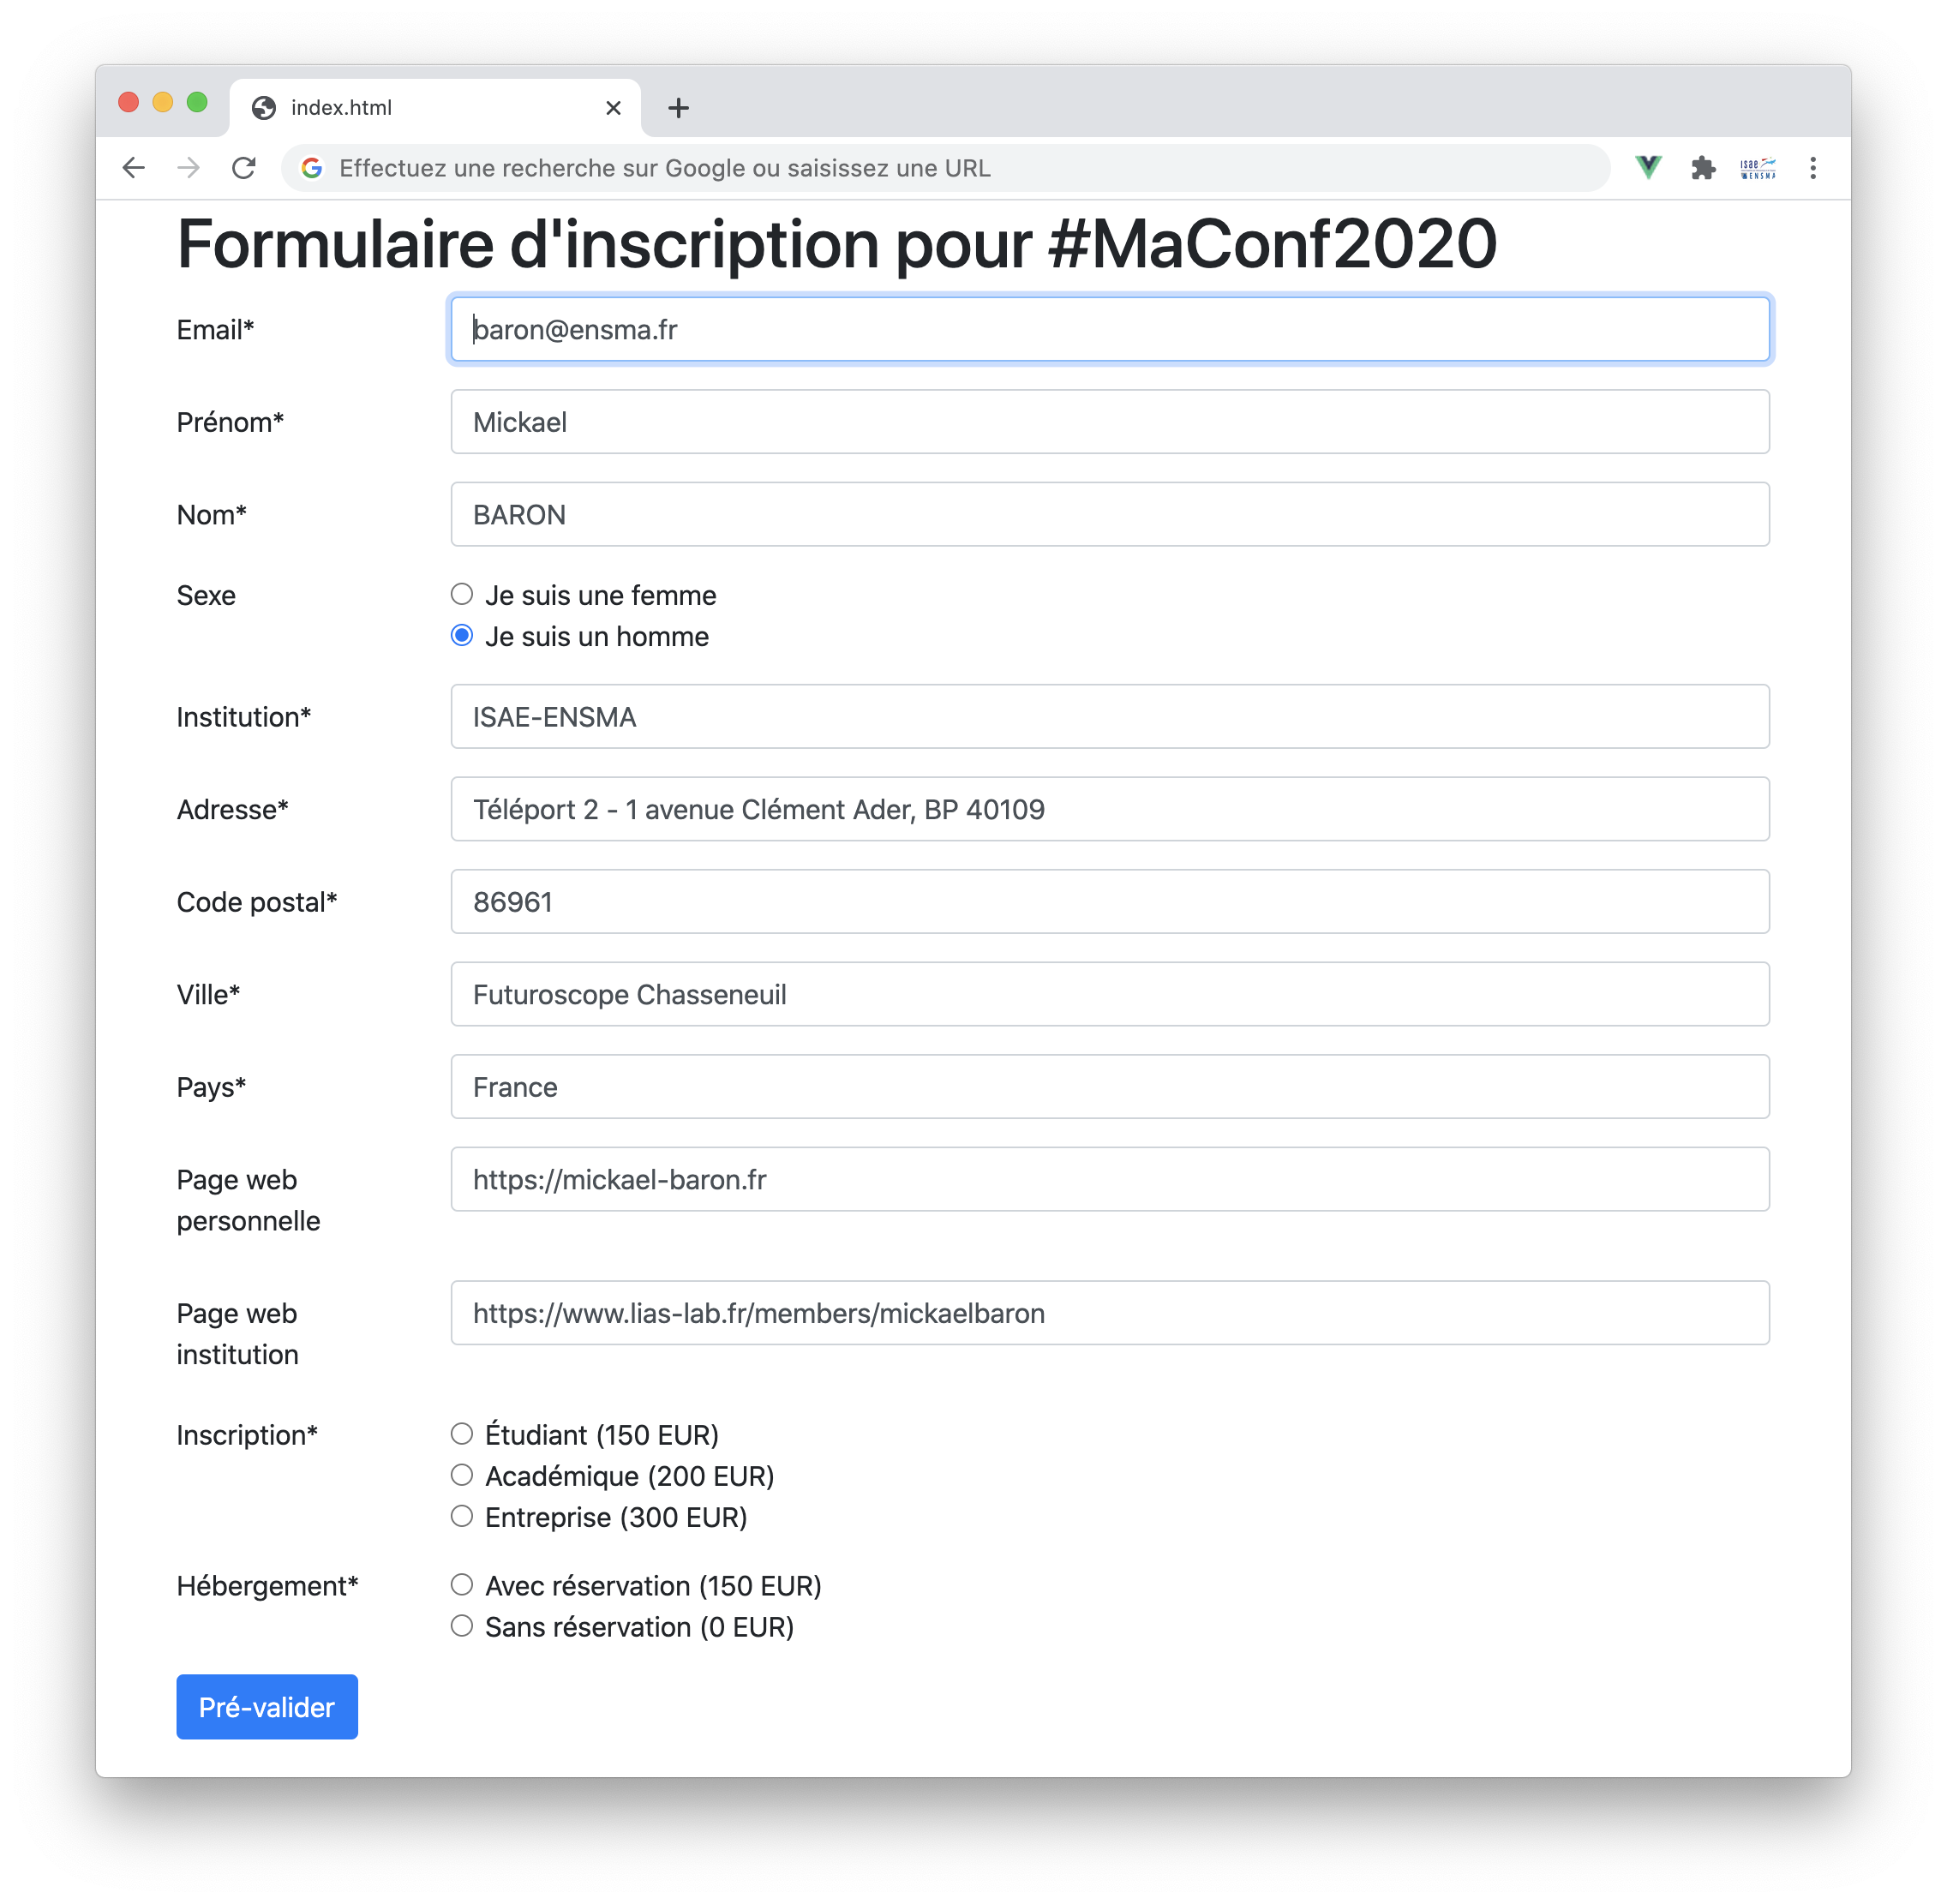 index.html
Effectuez une recherche sur Google ou saisissez une URL
isae
ENSMA
Formulaire d'inscription pour #MaConf2020
Email* baron@ensma.fr
Prénom* Mickael
Nom* BARON
Sexe Je suis une femme
Je suis un homme
Institution* ISAE-ENSMA
Adresse* Téléport 2 - 1 avenue Clément Ader, BP 40109
Code postal* 86961
Ville* Futuroscope Chasseneuil
Pays* France
Page web https://mickael-baron.fr
personnelle
Page web https://www.lias-lab.fr/members/mickaelbaron
institution
Inscription* Étudiant (150 EUR)
Académique (200 EUR)
Entreprise (300 EUR)
Hébergement* Avec réservation (150 EUR)
Sans réservation (0 EUR)
Pré-valider